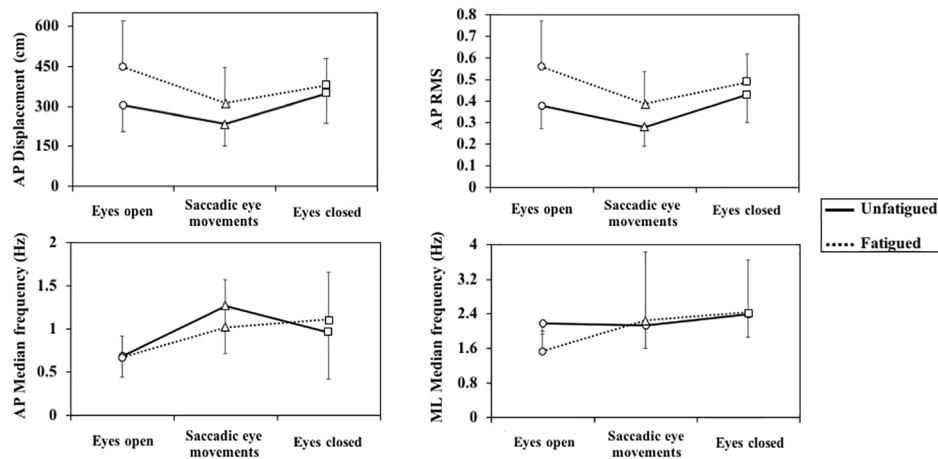 AP Displacement (cm)
600
450
300
150
0
Eyes open
Saccadic eye
movements
Eyes closed
AP RMS
0.8
0.7
0.6
0.5
0.4
0.3
0.2
0.1
0
Eyes open
Saccadic eye
movements
Eyes closed
Unfatigued
Fatigued
AP Median frequency (Hz)
2
1.5
1
0.5
0
Eyes open
Saccadic eye
movements
Eyes closed
ML Median frequency (Hz)
4
3.2
2.4
1.6
0.8
0
Eyes open
Saccadic eye
movements
Eyes closed